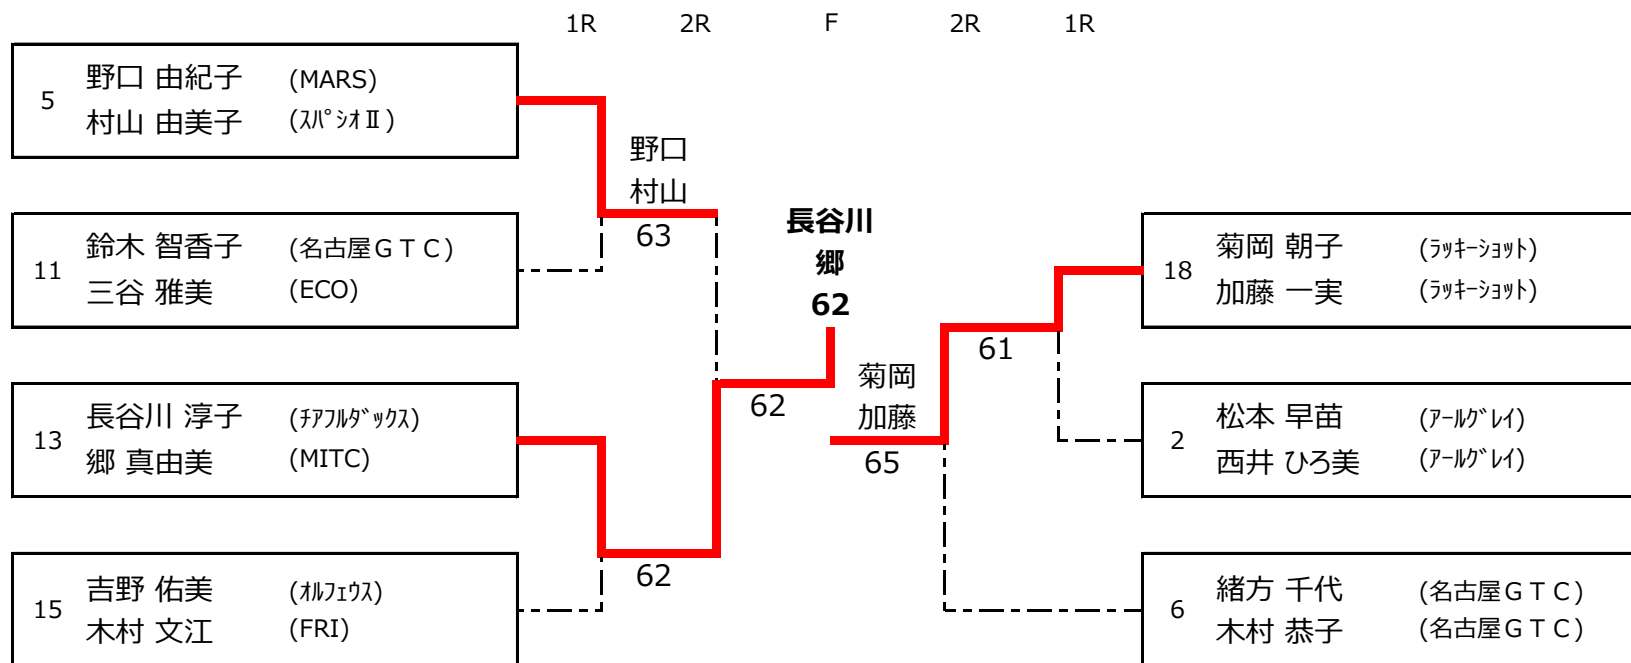 1R 2R F 2R 1R
5 野口 由紀子 (MARS)
村山 由美子 (ｽﾊﾟｼｵⅡ)
野口
村山
63
11 鈴木 智香子 (名古屋ＧＴＣ)
三谷 雅美 (ECO)
13 長谷川 淳子 (ﾁｱﾌﾙﾀﾞｯｸｽ)
郷 真由美 (MITC)
62
15 吉野 佑美 (ｵﾙﾌｪｳｽ)
木村 文江 (FRI)
62
長谷川
郷
62
菊岡
加藤
65
61
18 菊岡 朝子 (ﾗｯｷｰｼｮｯﾄ)
加藤 一実 (ﾗｯｷｰｼｮｯﾄ)
2 松本 早苗 (ｱｰﾙｸﾞﾚｲ)
西井 ひろ美 (ｱｰﾙｸﾞﾚｲ)
6 緒方 千代 (名古屋ＧＴＣ)
木村 恭子 (名古屋ＧＴＣ)